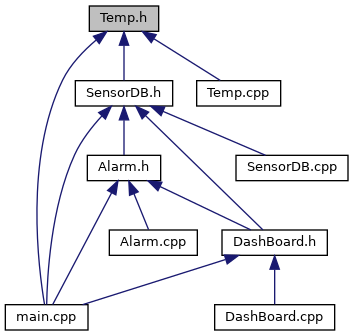 Temp.h
SensorDB.h
Temp.cpp
Alarm.h
SensorDB.cpp
Alarm.cpp
DashBoard.h
main.cpp
DashBoard.cpp